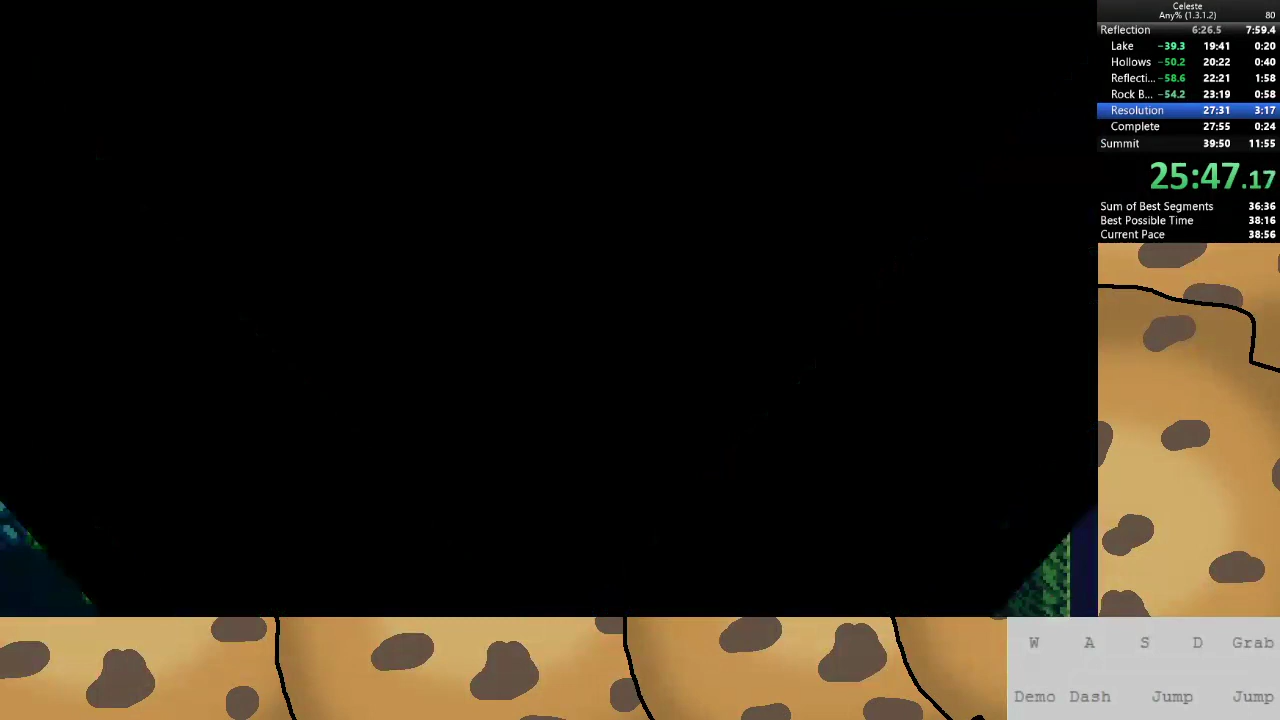 Celeste
Any% (1.3.1.2) 80
Reflection 6:26.5 7:59.4
Lake -39.3 19:41 0:20
Hollows -50.2 20:22 0:40
Reflecti... -58.6 22:21 1:58
Rock B... -54.2 23:19 0:58
Resolution 27:31 3:17
Complete 27:55 0:24
Summit 39:50 11:55
25:47.17
Sum of Best Segments 36:36
Best Possible Time 38:16
Current Pace 38:56
W A S D Grab
Demo Dash Jump Jump